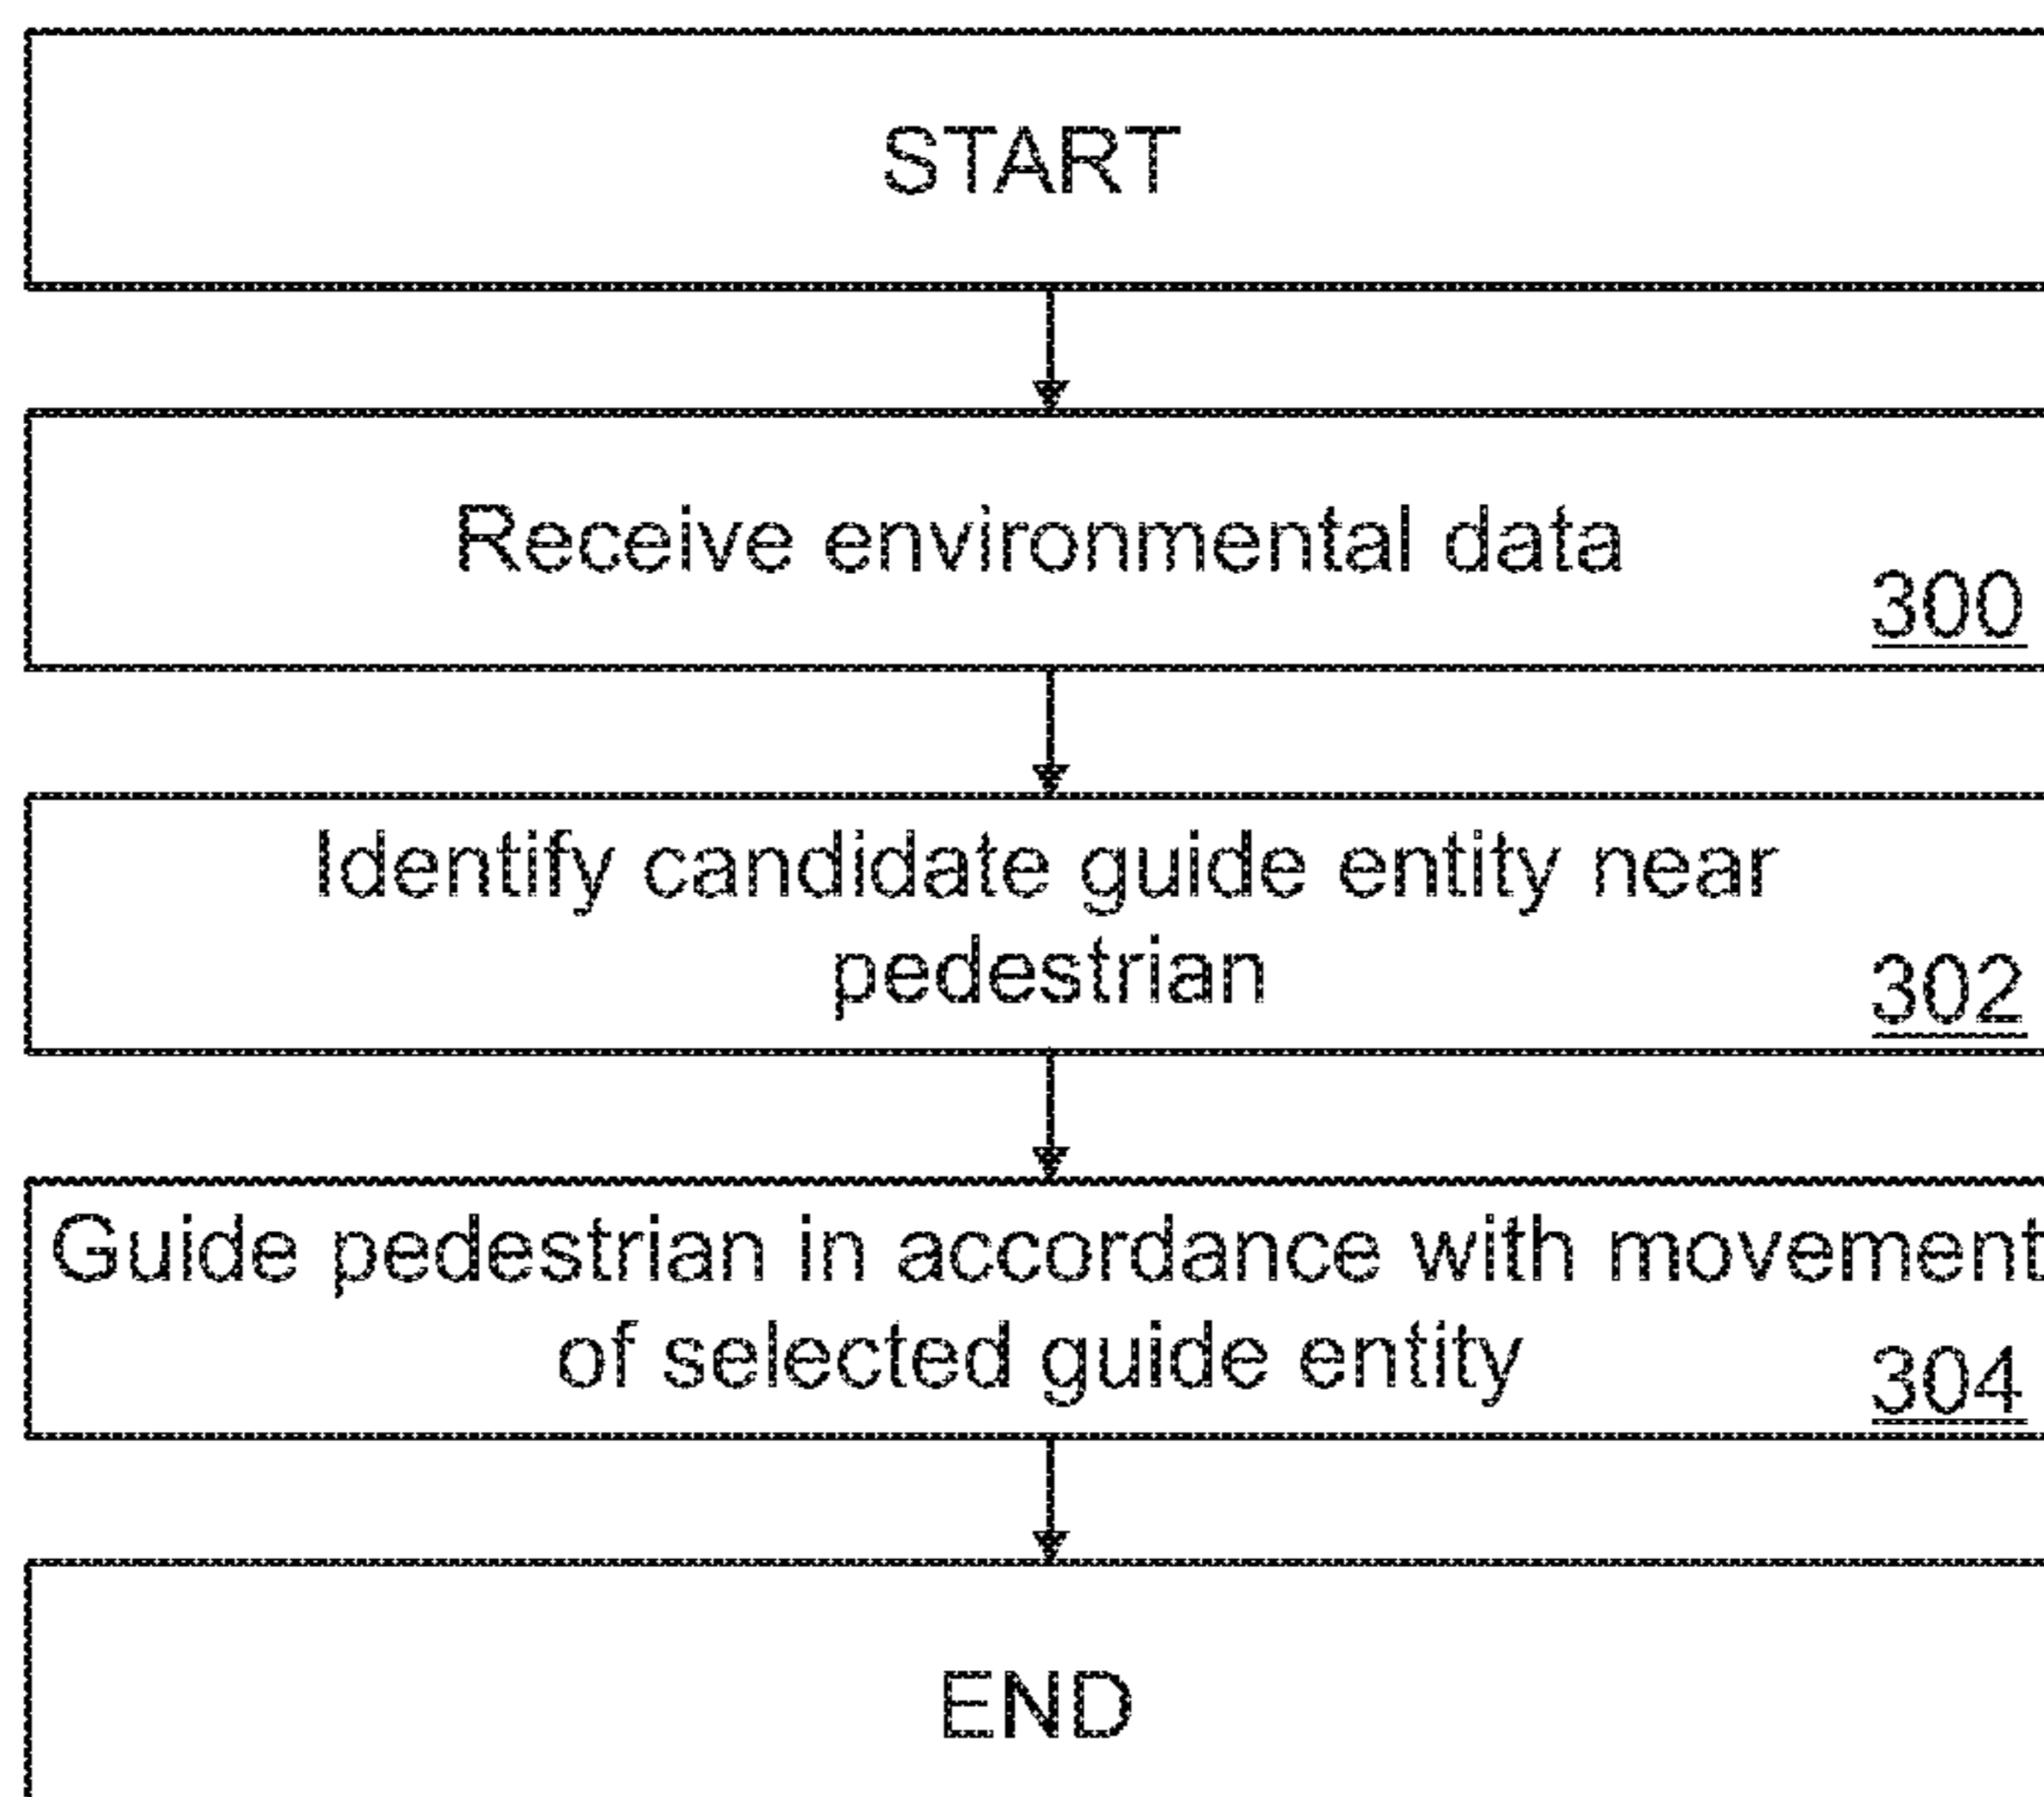 START
Receive environmental data
300
Identify candidate guide entity near
pedestrian
302
Guide pedestrian in accordance with movement
of selected guide entity
304
END